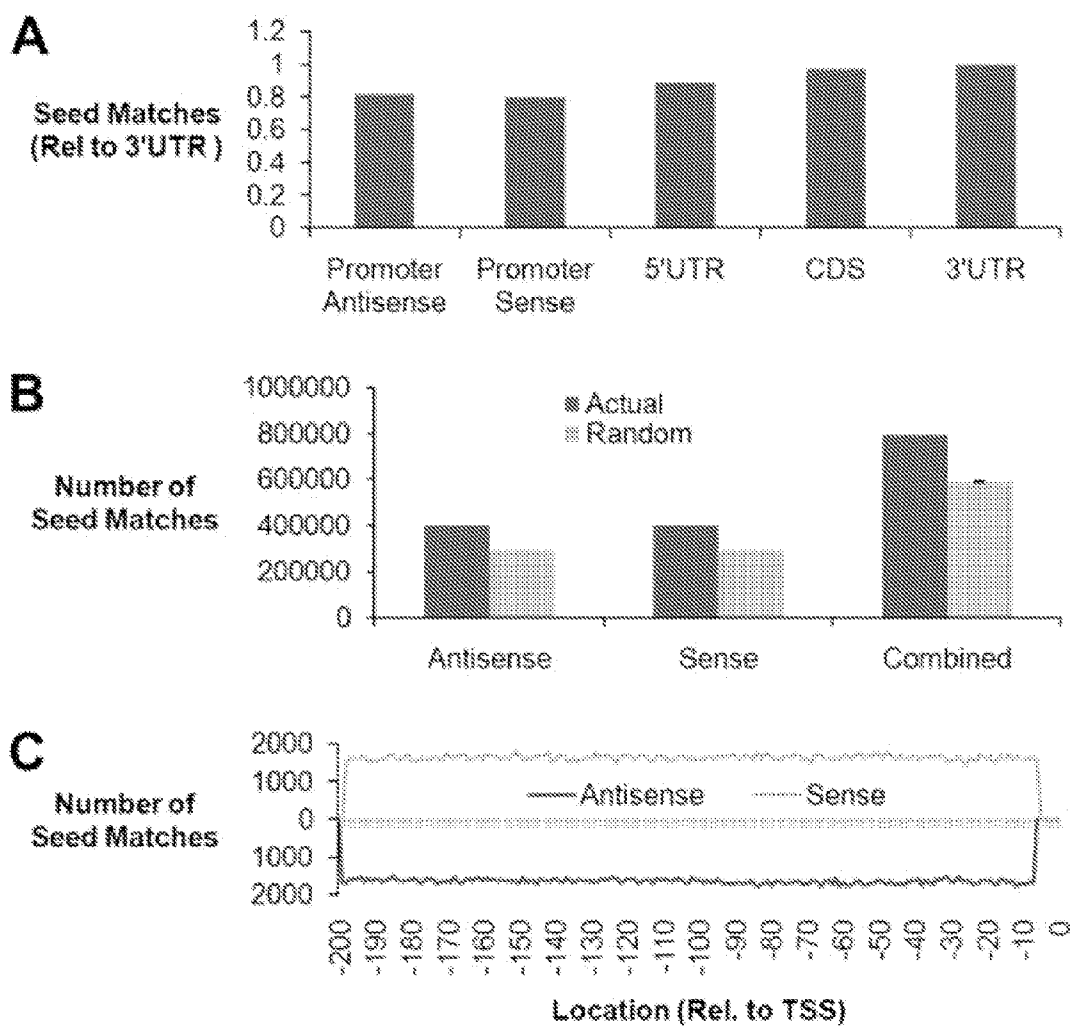 A
Seed Matches
(Rel to 3'UTR )
1.2
1
0.8
0.6
0.4
0.2
0
Promoter
Antisense
Promoter
Sense
5'UTR
CDS
3'UTR
B
Number of
Seed Matches
1000000
800000
600000
400000
200000
0
Actual
Random
Antisense
Sense
Combined
C
Number of
Seed Matches
2000
1000
0
1000
2000
Antisense
Sense
-200
-190
-180
-170
-160
-150
-140
-130
-120
-110
-100
-90
-80
-70
-60
-50
-40
-30
-20
-10
0
Location (Rel. to TSS)